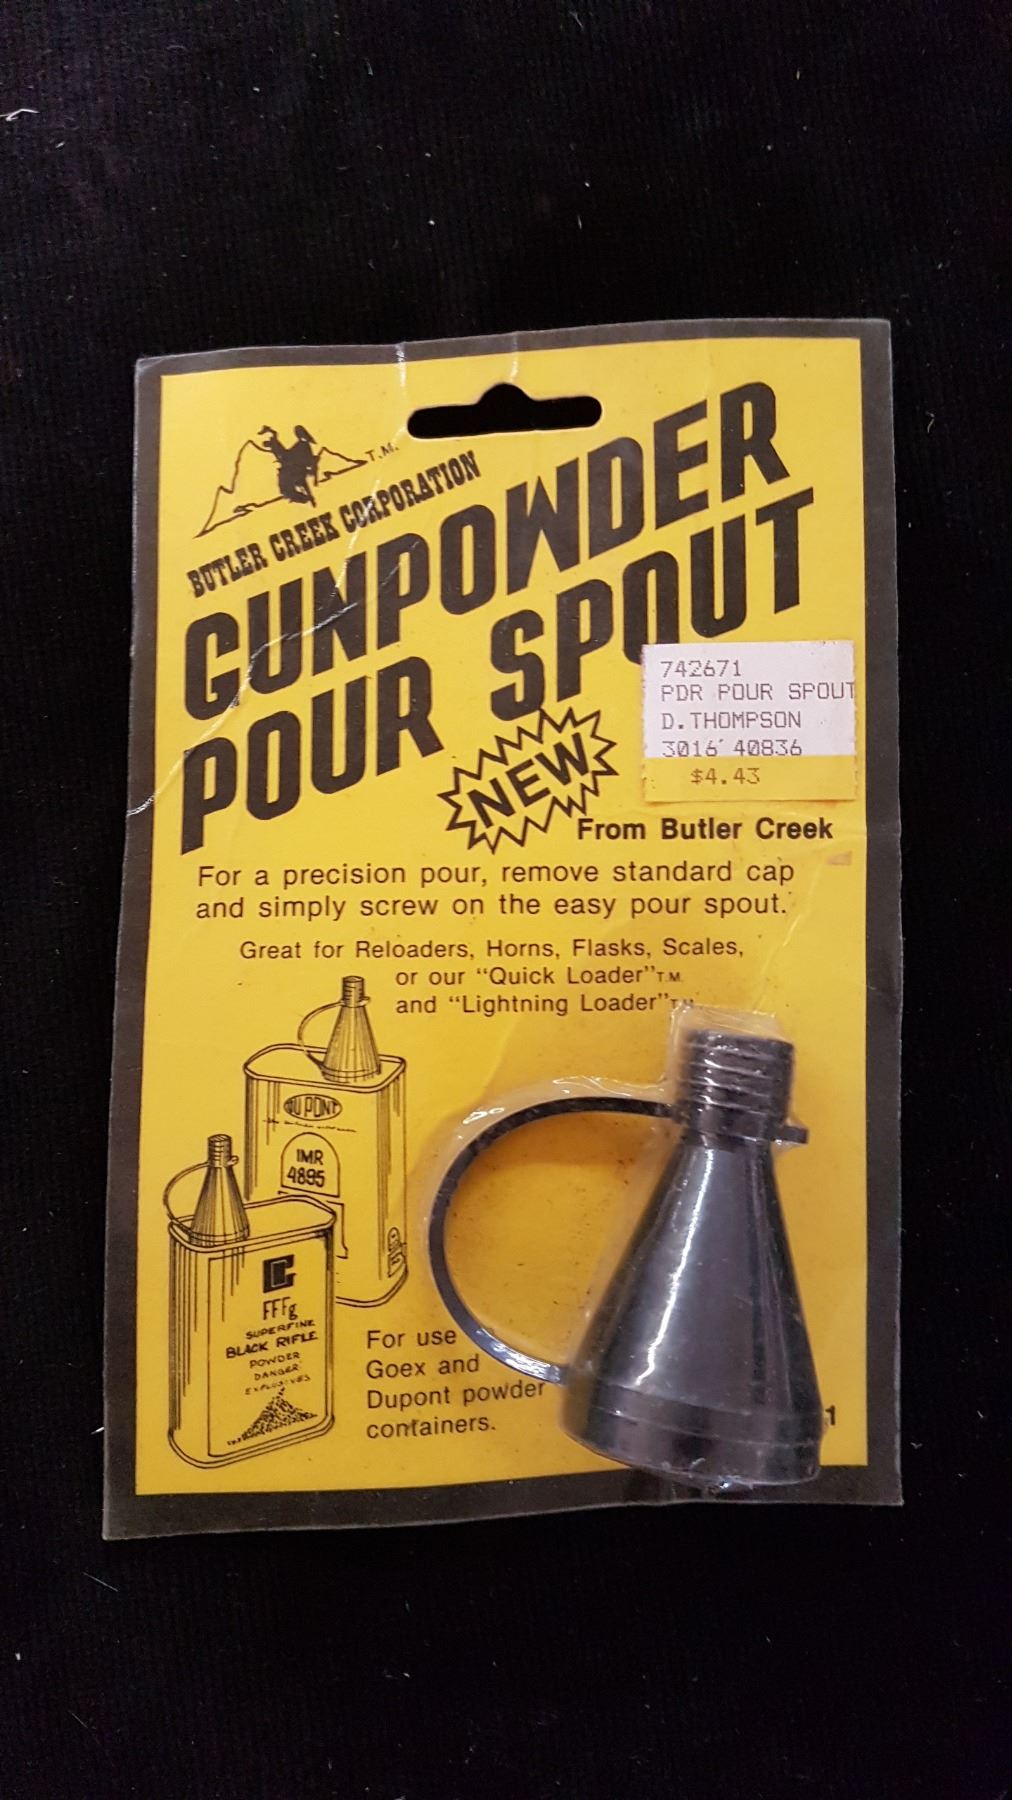 T.M.
BUTLER CREEK CORPORATION
GUNPOWDER
POUR SPOUT
742671
PDR POUR SPOUT
D.THOMPSON
3016 40836
$4.43
NEW
From Butler Creek
For a precision pour, remove standard cap
and simply screw on the easy pour spout.
Great for Reloaders, Horns, Flasks, Scales,
or our "Quick Loader"T.M.
and "Lightning Loader"T.M.
DU PONT
IMR
4895
FFFg
SUPERFINE
BLACK RIFLE
POWDER
DANGER
EXPLOSIVES
For use
Goex and
Dupont powder
containers.
1